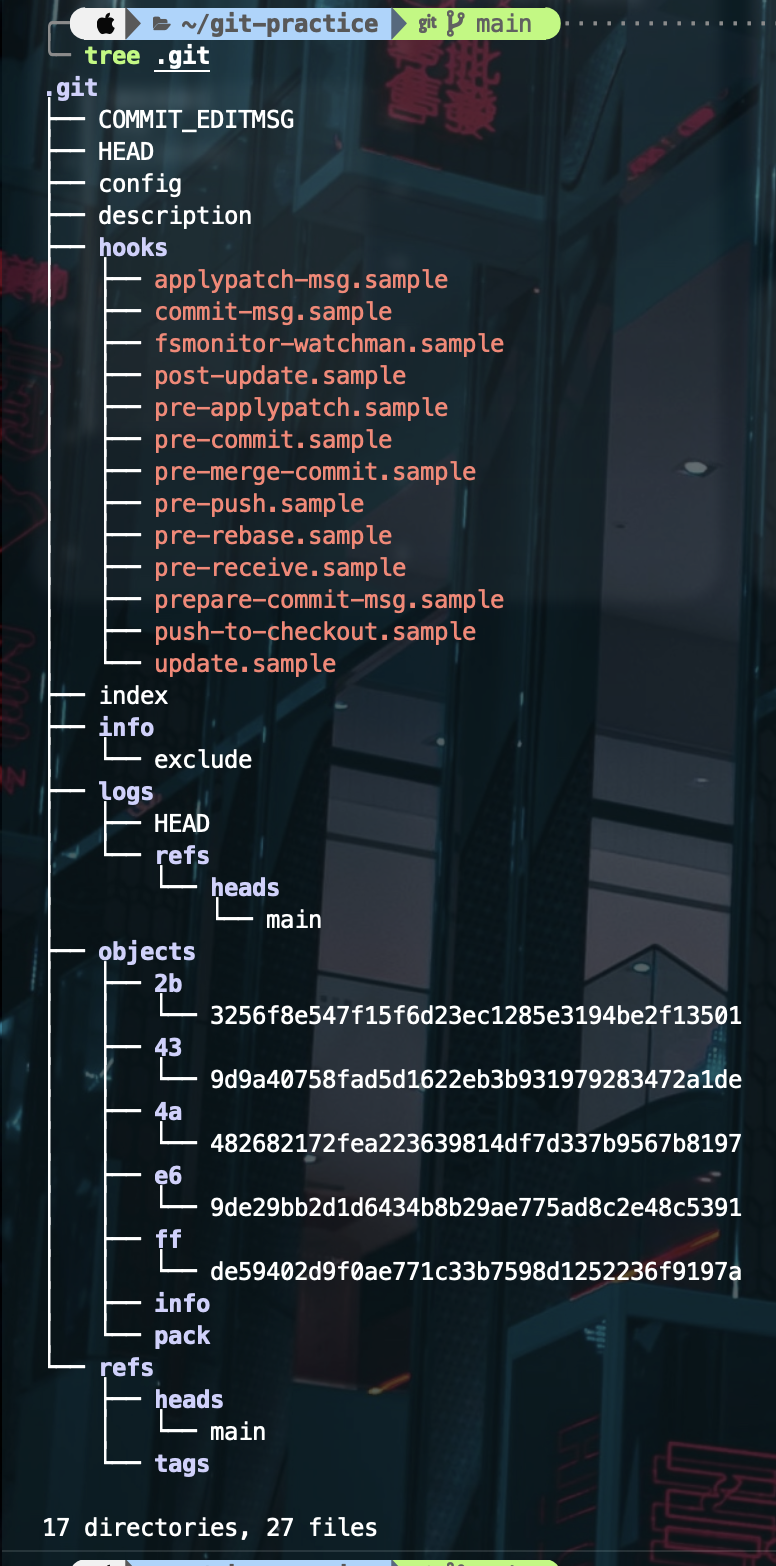 ~/git-practice git main
tree .git
.git
├── COMMIT_EDITMSG
├── HEAD
├── config
├── description
├── hooks
│   ├── applypatch-msg.sample
│   ├── commit-msg.sample
│   ├── fsmonitor-watchman.sample
│   ├── post-update.sample
│   ├── pre-applypatch.sample
│   ├── pre-commit.sample
│   ├── pre-merge-commit.sample
│   ├── pre-push.sample
│   ├── pre-rebase.sample
│   ├── pre-receive.sample
│   ├── prepare-commit-msg.sample
│   ├── push-to-checkout.sample
│   └── update.sample
├── index
├── info
│   └── exclude
├── logs
│   ├── HEAD
│   └── refs
│       └── heads
│           └── main
├── objects
│   ├── 2b
│   │   └── 3256f8e547f15f6d23ec1285e3194be2f13501
│   ├── 43
│   │   └── 9d9a40758fad5d1622eb3b931979283472a1de
│   ├── 4a
│   │   └── 482682172fea223639814df7d337b9567b8197
│   ├── e6
│   │   └── 9de29bb2d1d6434b8b29ae775ad8c2e48c5391
│   ├── ff
│   │   └── de59402d9f0ae771c33b7598d1252236f9197a
│   ├── info
│   └── pack
└── refs
    ├── heads
    │   └── main
    └── tags
17 directories, 27 files